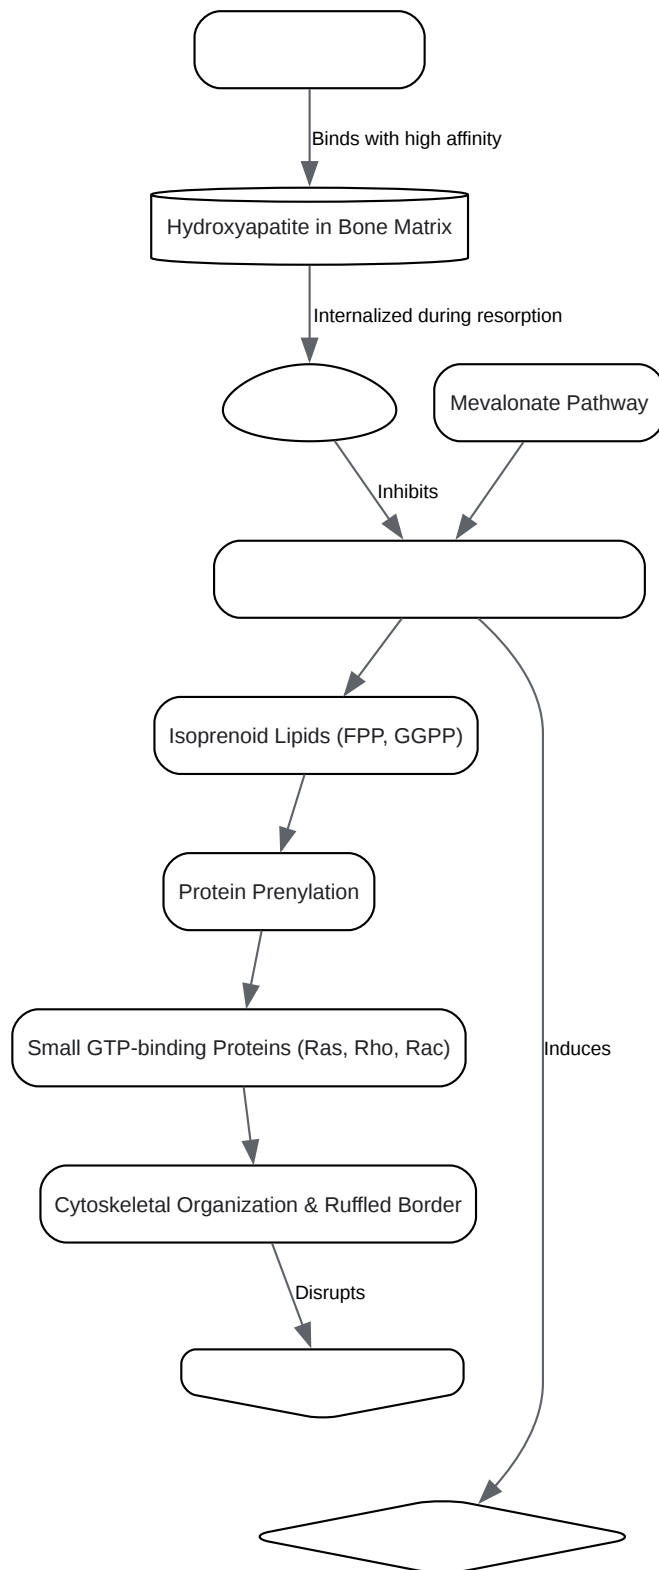 Binds with high affinity
Hydroxyapatite in Bone Matrix
Internalized during resorption
Mevalonate Pathway
Inhibits
Isoprenoid Lipids (FPP, GGPP)
Protein Prenylation
Small GTP-binding Proteins (Ras, Rho, Rac)
Induces
Cytoskeletal Organization & Ruffled Border
Disrupts